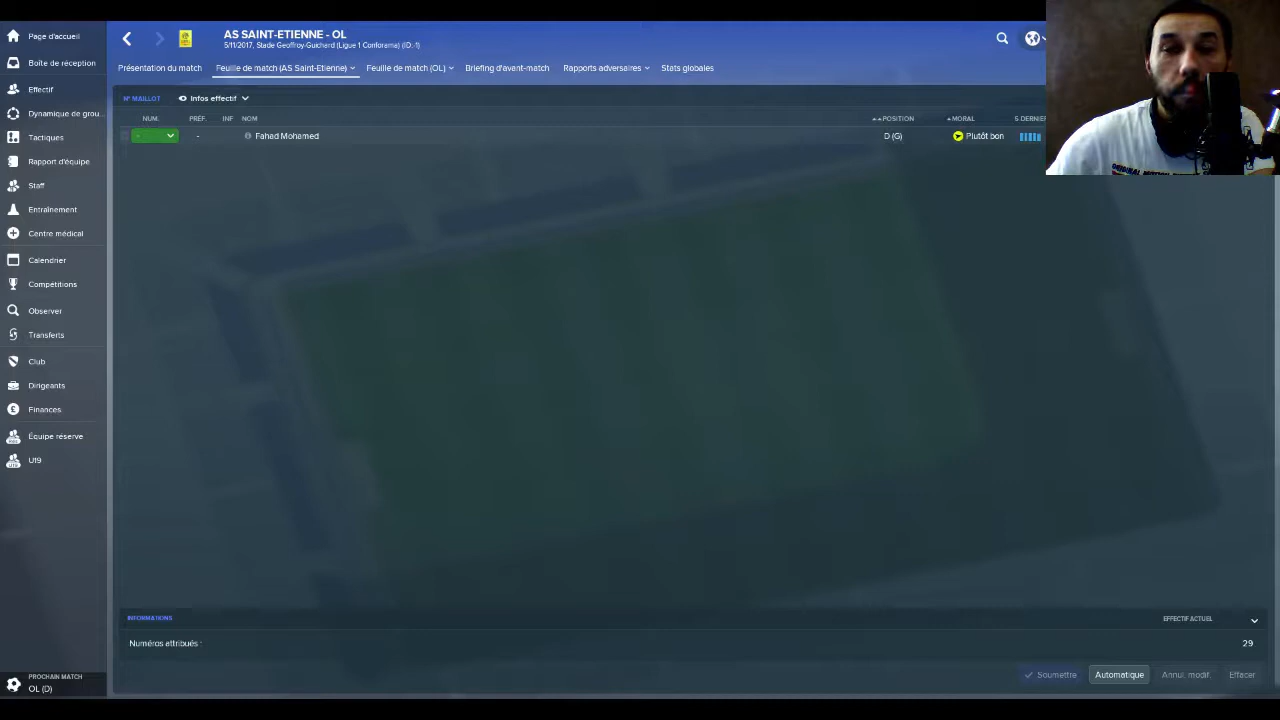 Page d'accueil
Boîte de réception
Effectif
Dynamique de grou...
Tactiques
Rapport d'équipe
Staff
Entraînement
Centre médical
Calendrier
Compétitions
Observer
Transferts
Club
Dirigeants
Finances
Équipe réserve
U19
PROCHAIN MATCH
OL (D)
AS SAINT-ETIENNE - OL
5/11/2017, Stade Geoffroy-Guichard (Ligue 1 Conforama) (ID: -1)
Présentation du match Feuille de match (AS Saint-Etienne) Feuille de match (OL) Briefing d'avant-match Rapports adversaires Stats globales
N° MAILLOT Infos effectif
NUM. PRÉF. INF NOM POSITION MORAL 5 DERNIER
- - Fahad Mohamed D (G) Plutôt bon
INFORMATIONS EFFECTIF ACTUEL
Numéros attribués : 29
Soumettre Automatique Annul. modif. Effacer